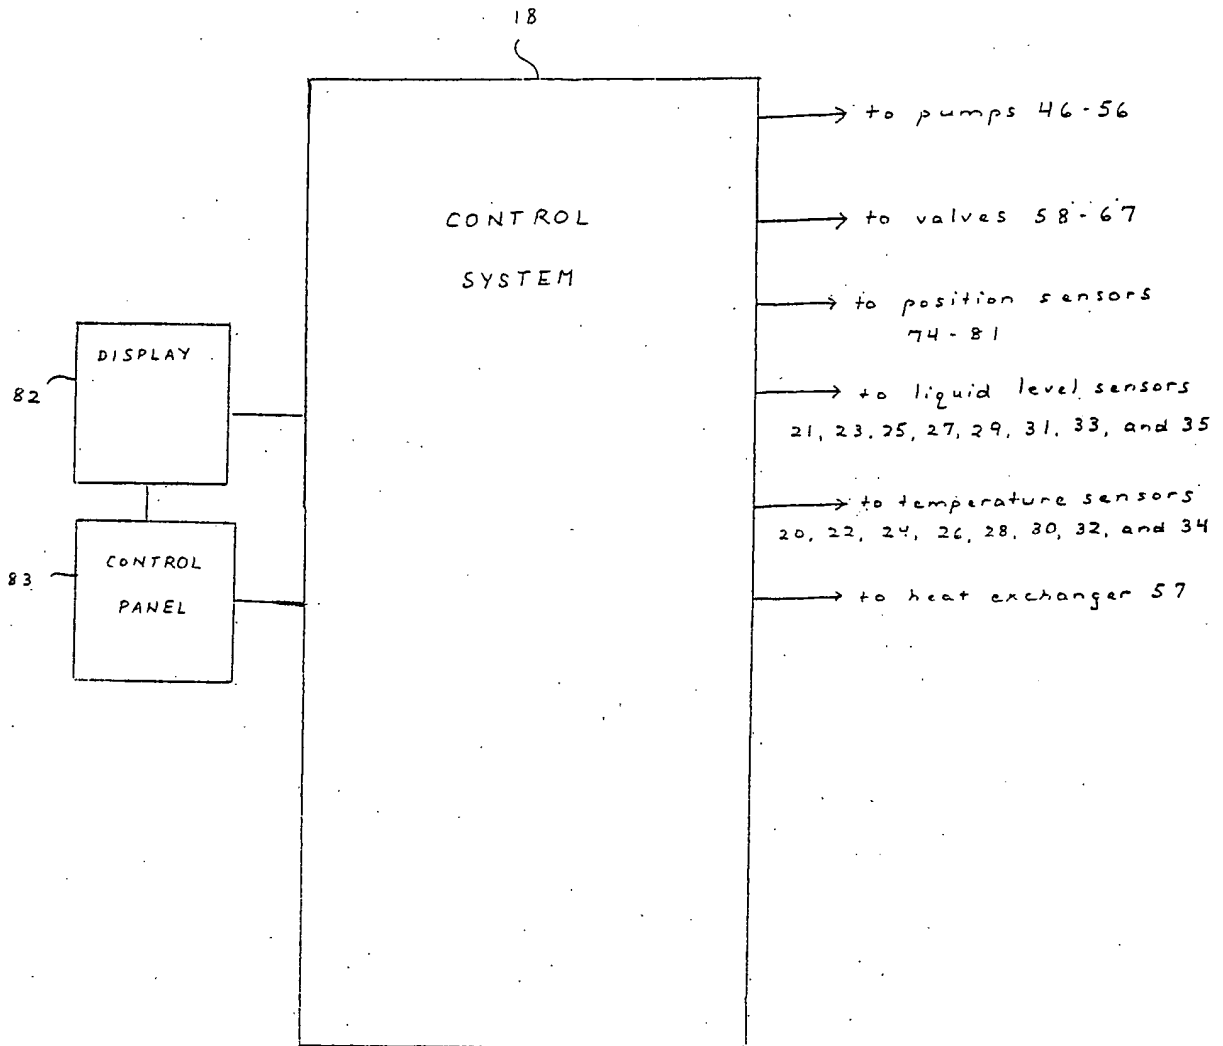 18
CONTROL
SYSTEM
DISPLAY
82
CONTROL
PANEL
83
to pumps 46-56
to valves 58-67
to position sensors
74-81
to liquid level sensors
21, 23, 25, 27, 29, 31, 33, and 35
to temperature sensors
20, 22, 24, 26, 28, 30, 32, and 34
to heat exchanger 57